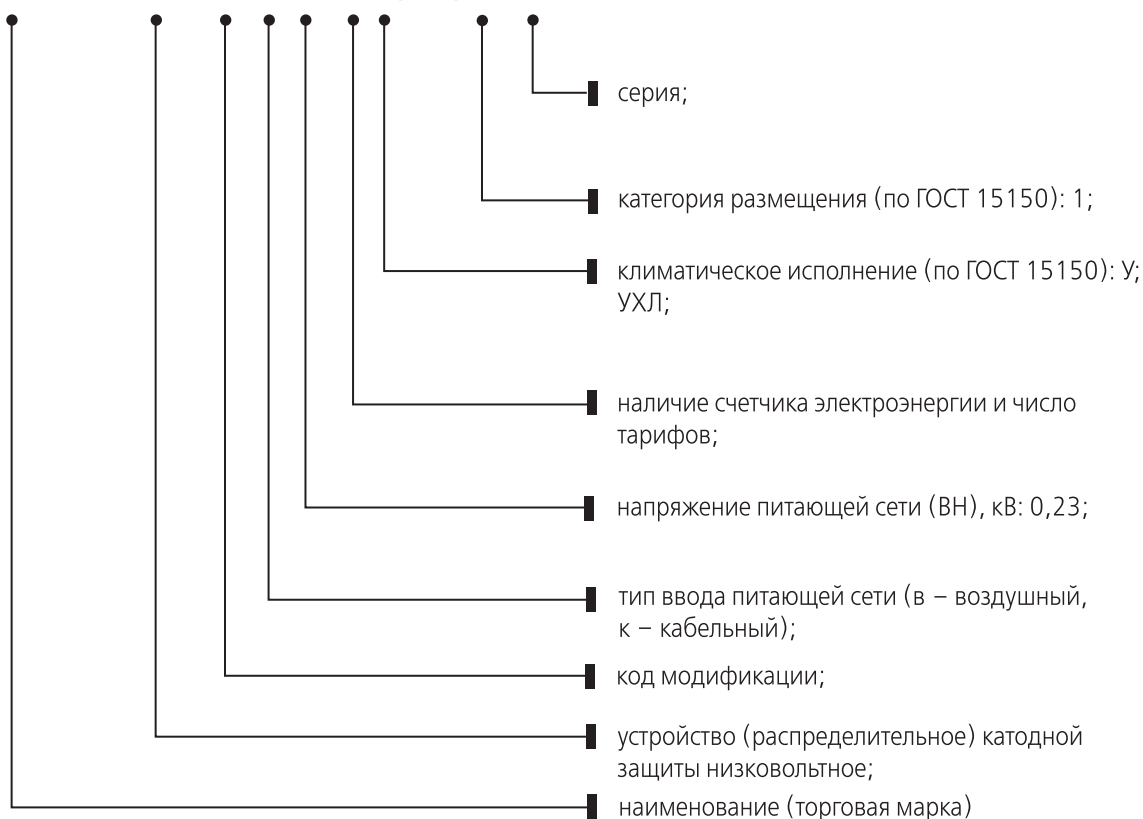 серия;
категория размещения (по ГОСТ 15150): 1;
климатическое исполнение (по ГОСТ 15150): У;
УХЛ;
наличие счетчика электроэнергии и число
тарифов;
напряжение питающей сети (ВН), кВ: 0,23;
тип ввода питающей сети (в – воздушный,
к – кабельный);
код модификации;
устройство (распределительное) катодной
защиты низковольтное;
наименование (торговая марка)